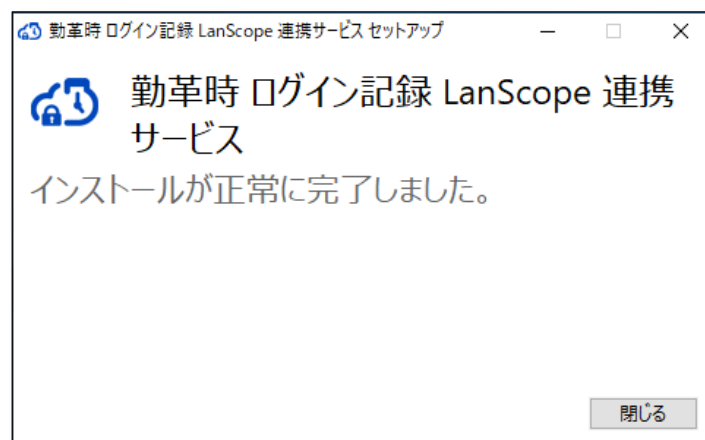 勤革時 ログイン記録 LanScope 連携サービス セットアップ
勤革時 ログイン記録 LanScope 連携
サービス
インストールが正常に完了しました。
閉じる